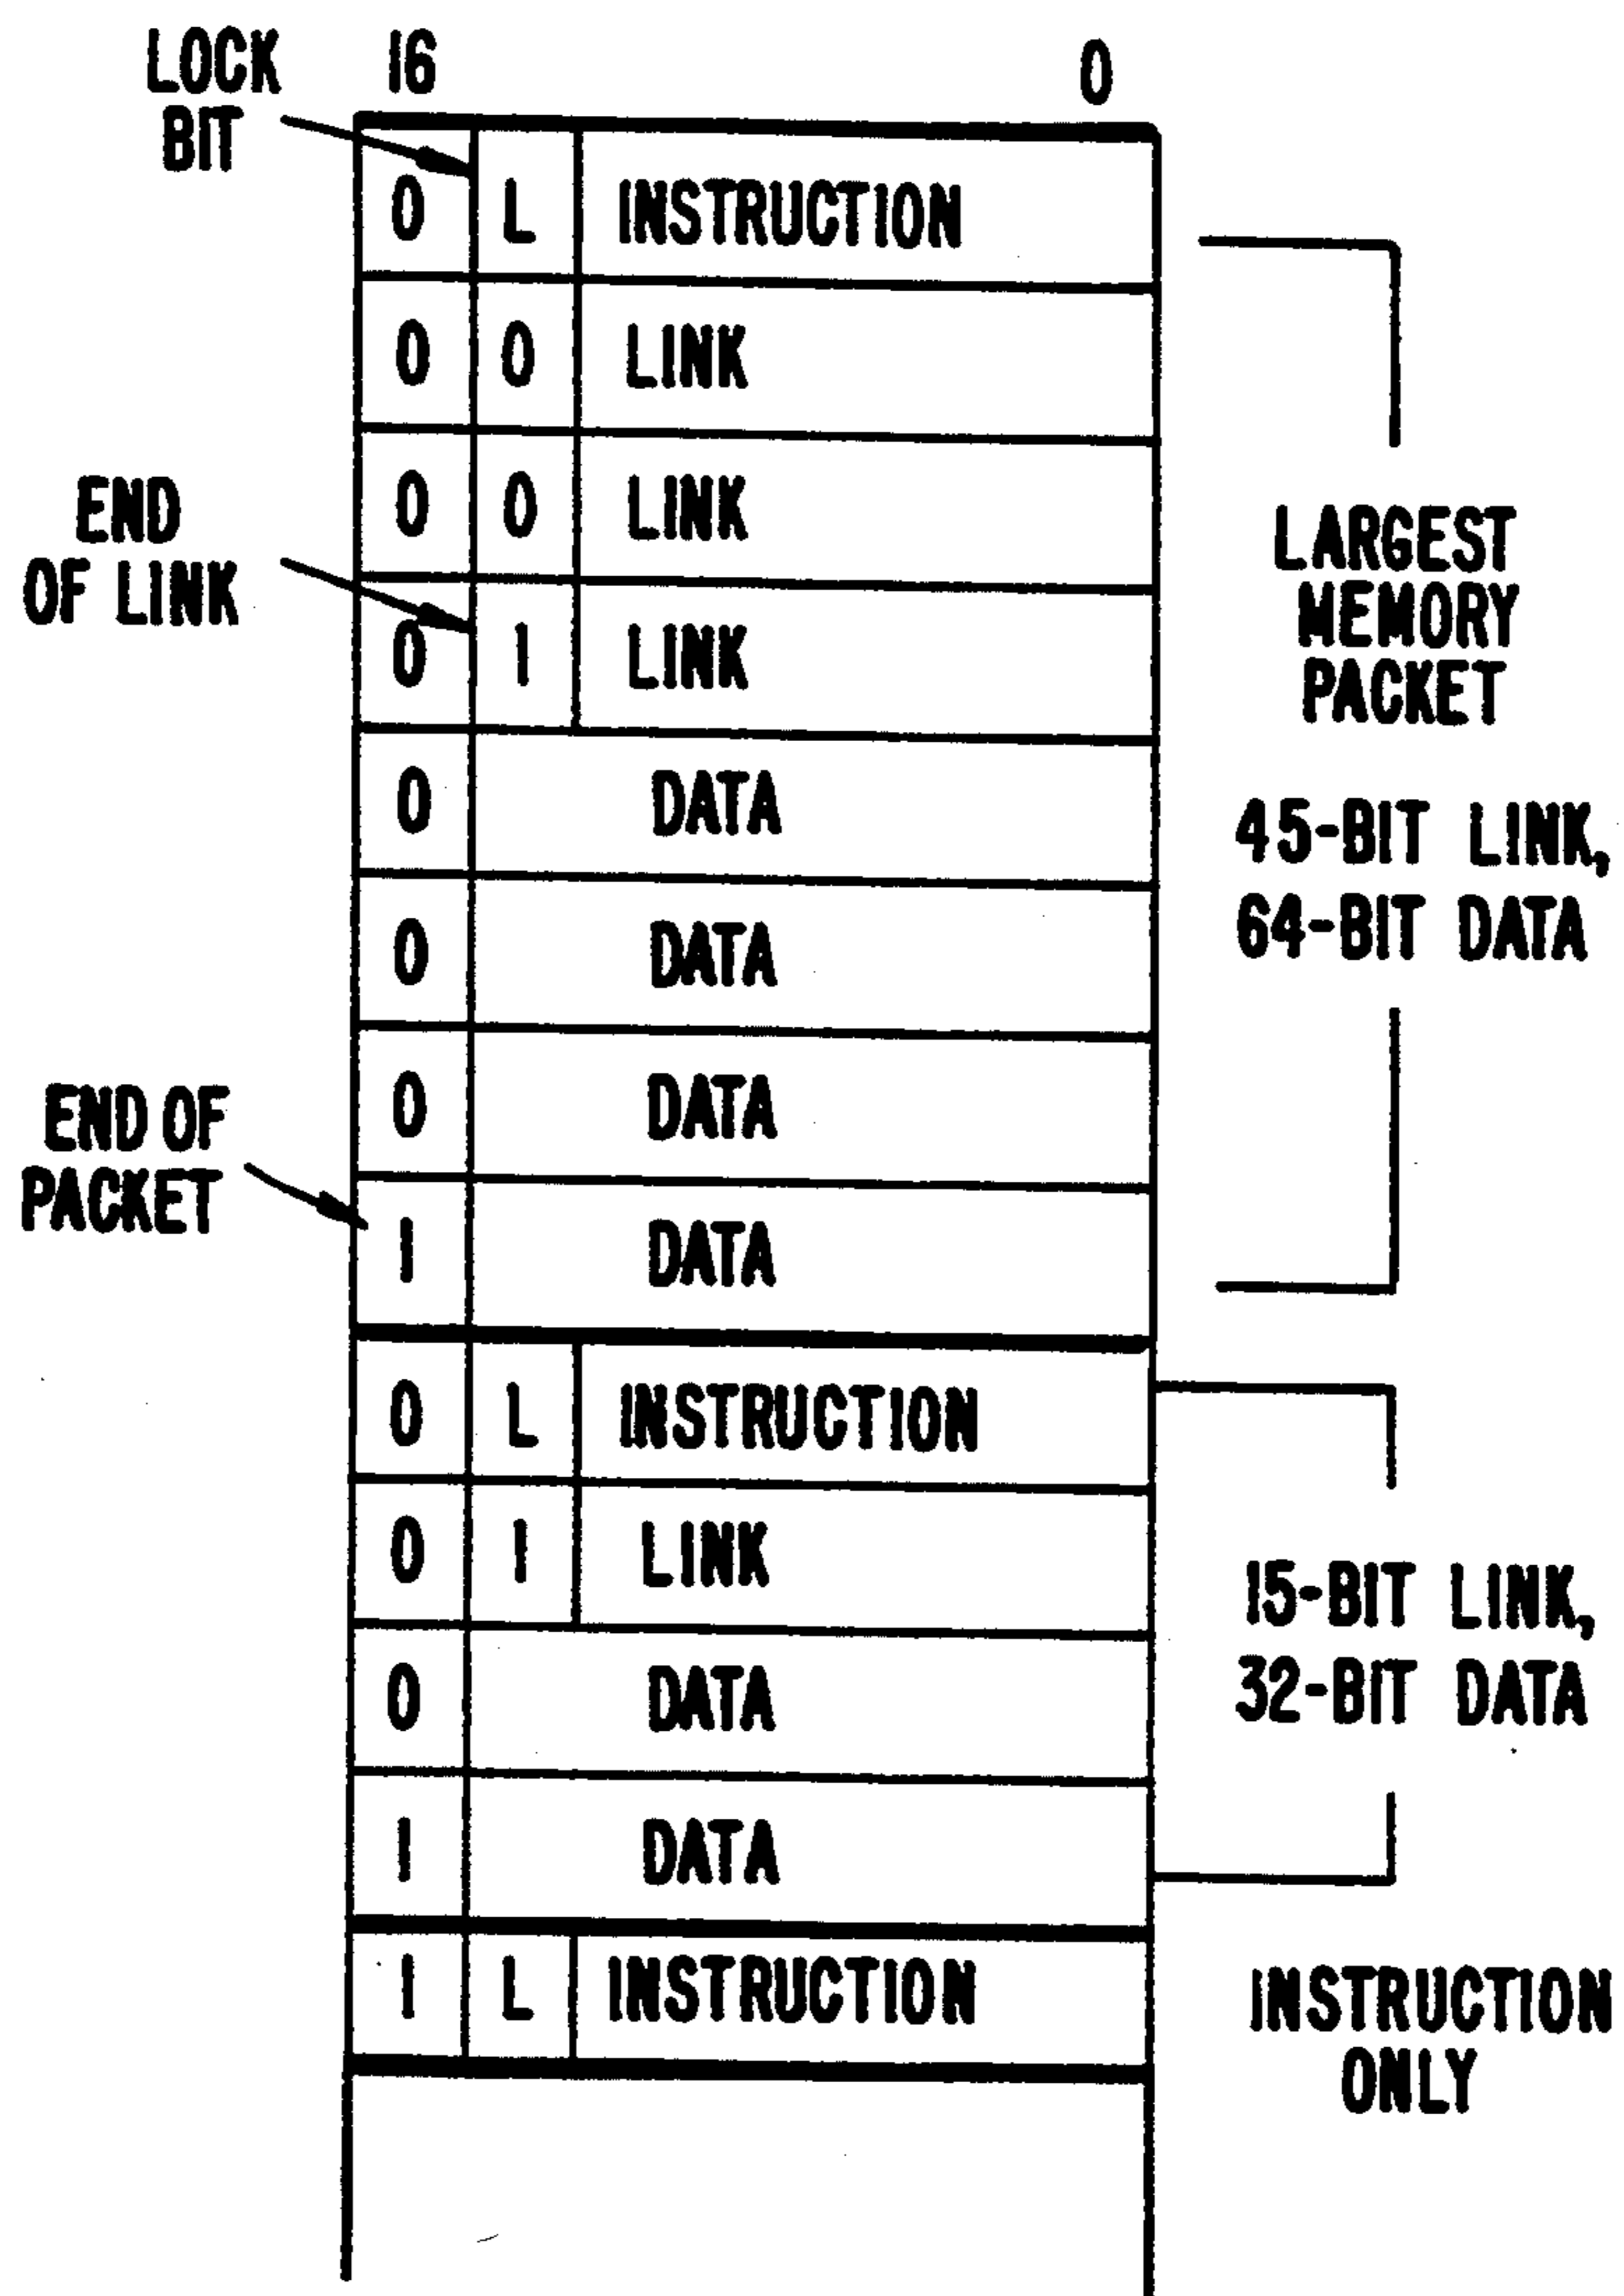 LOCK
BIT
16
0
0 L INSTRUCTION
0 0 LINK
0 0 LINK
END
OF LINK
0 1 LINK
LARGEST
MEMORY
PACKET
0 DATA
45-BIT LINK,
64-BIT DATA
0 DATA
0 DATA
END OF
PACKET
1 DATA
0 L INSTRUCTION
0 1 LINK
15-BIT LINK,
32-BIT DATA
0 DATA
1 DATA
1 L INSTRUCTION
INSTRUCTION
ONLY